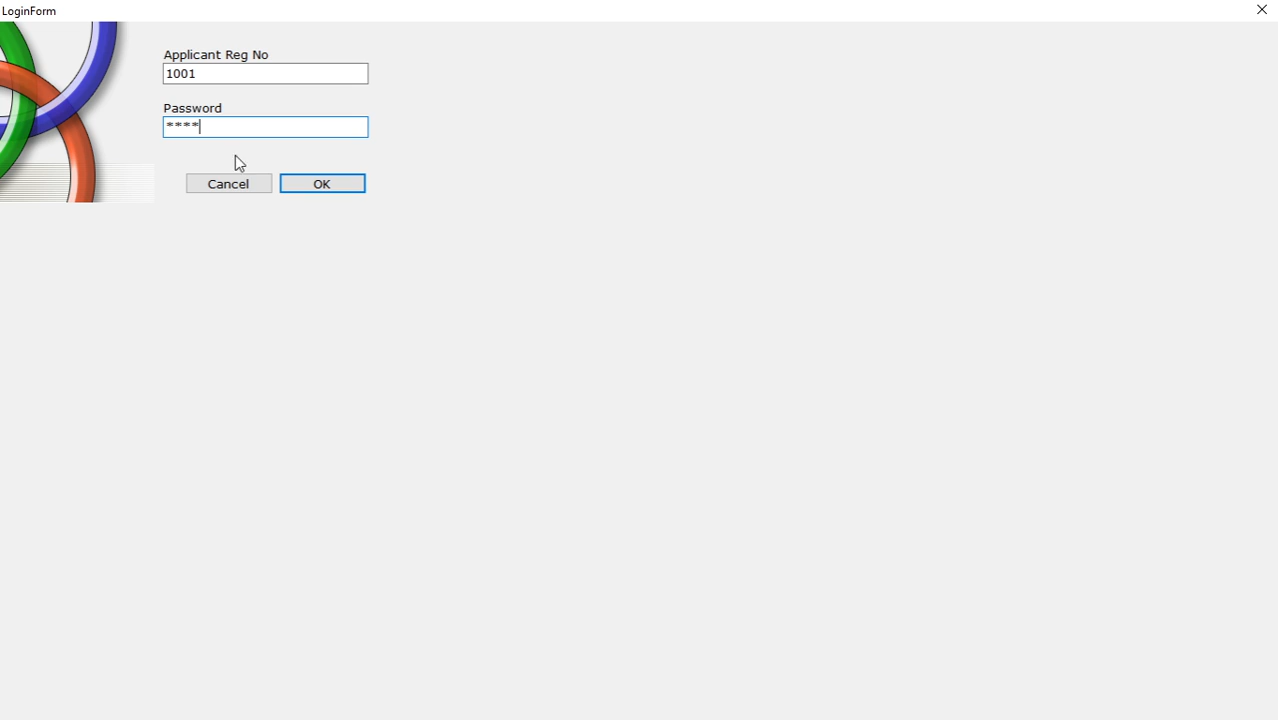 LoginForm
Applicant Reg No
1001
Password
****
Cancel
OK